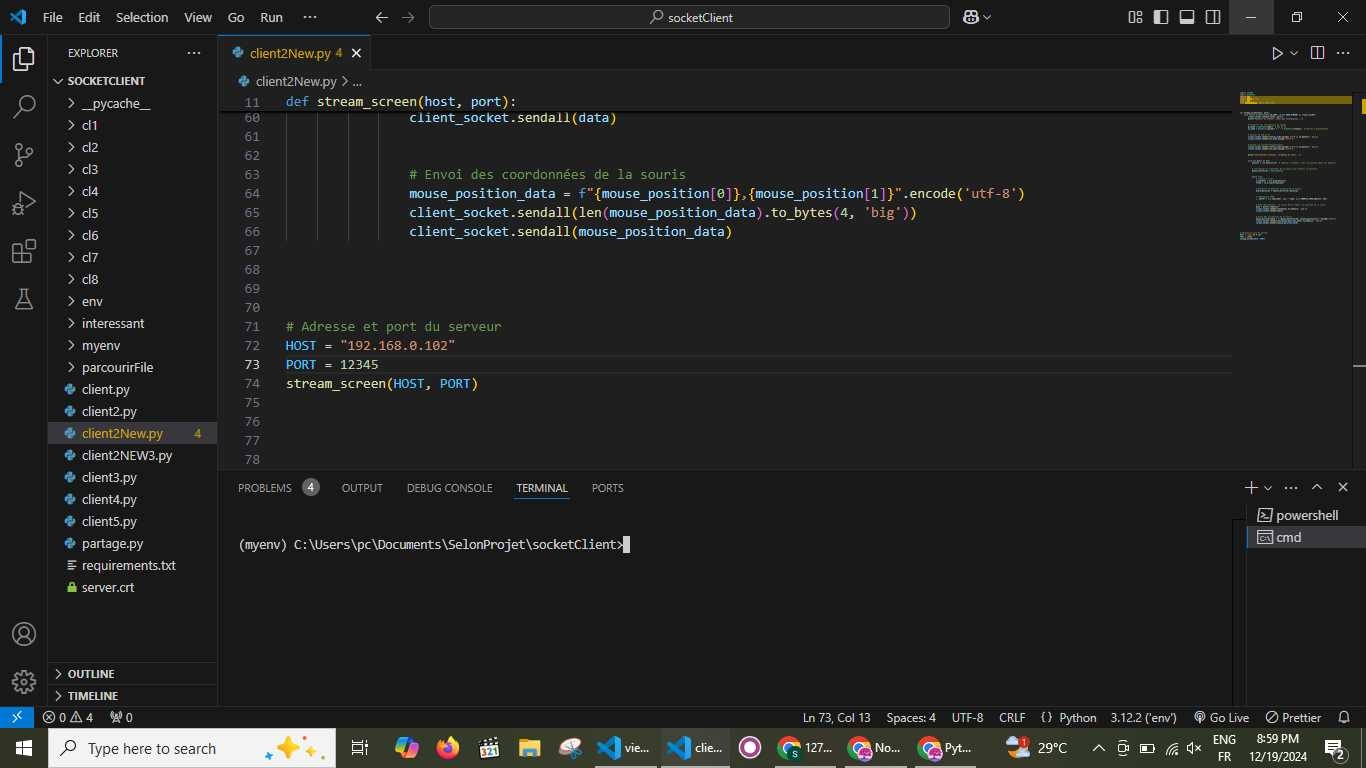 File Edit Selection View Go Run ··· socketClient
EXPLORER ···
SOCKETCLIENT
__pycache__
cl1
cl2
cl3
cl4
cl5
cl6
cl7
cl8
env
interessant
myenv
parcourirFile
client.py
client2.py
client2New.py 4
client2NEW3.py
client3.py
client4.py
client5.py
partage.py
requirements.txt
server.crt
OUTLINE
TIMELINE
client2New.py 4
client2New.py > ...
11 def stream_screen(host, port):
60 client_socket.sendall(data)
61
62
63 # Envoi des coordonnées de la souris
64 mouse_position_data = f"{mouse_position[0]},{mouse_position[1]}".encode('utf-8')
65 client_socket.sendall(len(mouse_position_data).to_bytes(4, 'big'))
66 client_socket.sendall(mouse_position_data)
67
68
69
70
71 # Adresse et port du serveur
72 HOST = "192.168.0.102"
73 PORT = 12345
74 stream_screen(HOST, PORT)
75
76
77
78
PROBLEMS 4 OUTPUT DEBUG CONSOLE TERMINAL PORTS
(myenv) C:\Users\pc\Documents\SelonProjet\socketClient>
powershell
cmd
0 4 0 Ln 73, Col 13 Spaces: 4 UTF-8 CRLF {} Python 3.12.2 ('env') Go Live Prettier
Type here to search vie... clie... 127... No... Pyt... 29°C ENG FR 8:59 PM 12/19/2024 2